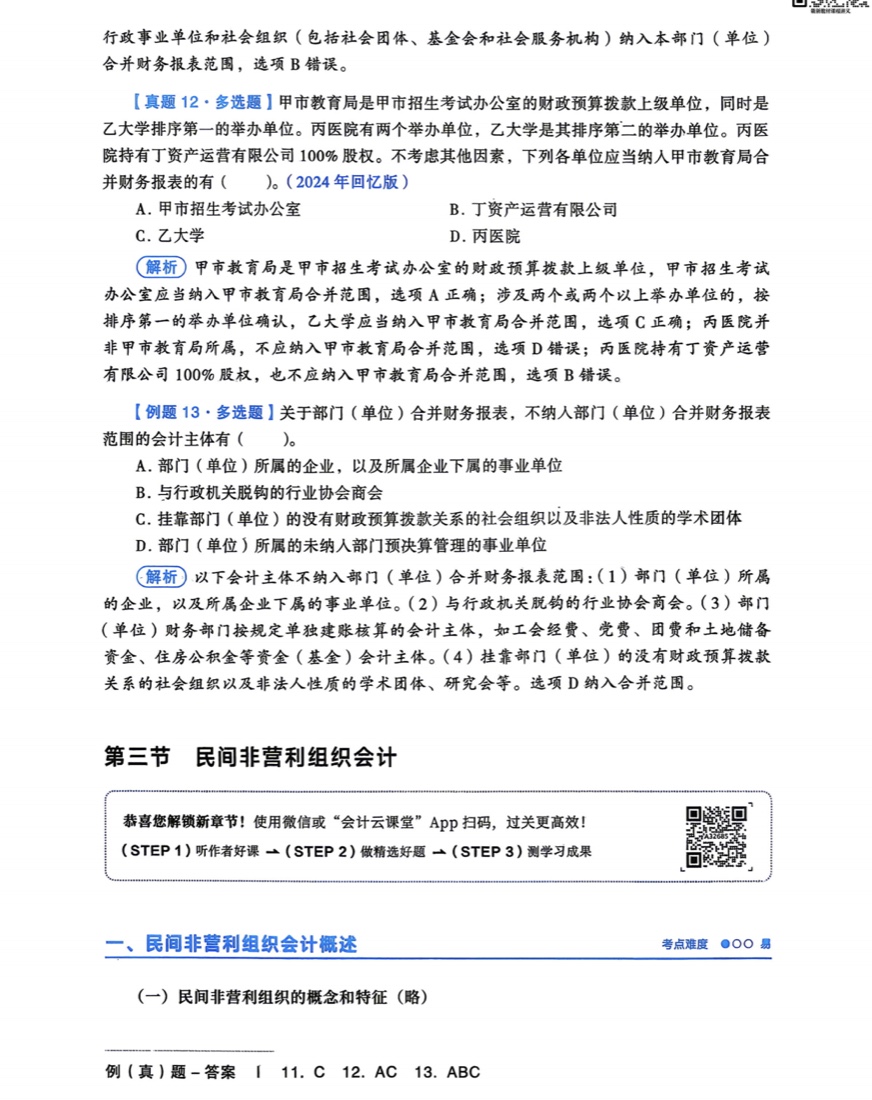 行政事业单位和社会组织（包括社会团体、基金会和社会服务机构）纳入本部门（单位）
合并财务报表范围，选项 B 错误。
【真题 12·多选题】甲市教育局是甲市招生考试办公室的财政预算拨款上级单位，同时是
乙大学排序第一的举办单位。丙医院有两个举办单位，乙大学是其排序第二的举办单位。丙医
院持有丁资产运营有限公司 100% 股权。不考虑其他因素，下列各单位应当纳入甲市教育局合
并财务报表的有（　　）。（2024 年回忆版）
A. 甲市招生考试办公室　　B. 丁资产运营有限公司
C. 乙大学　　D. 丙医院
解析 甲市教育局是甲市招生考试办公室的财政预算拨款上级单位，甲市招生考试
办公室应当纳入甲市教育局合并范围，选项 A 正确；涉及两个或两个以上举办单位的，按
排序第一的举办单位确认，乙大学应当纳入甲市教育局合并范围，选项 C 正确；丙医院并
非甲市教育局所属，不应纳入甲市教育局合并范围，选项 D 错误；丙医院持有丁资产运营
有限公司 100% 股权，也不应纳入甲市教育局合并范围，选项 B 错误。
【例题 13·多选题】关于部门（单位）合并财务报表，不纳入部门（单位）合并财务报表
范围的会计主体有（　　）。
A. 部门（单位）所属的企业，以及所属企业下属的事业单位
B. 与行政机关脱钩的行业协会商会
C. 挂靠部门（单位）的没有财政预算拨款关系的社会组织以及非法人性质的学术团体
D. 部门（单位）所属的未纳入部门预决算管理的事业单位
解析 以下会计主体不纳入部门（单位）合并财务报表范围：（1）部门（单位）所属
的企业，以及所属企业下属的事业单位。（2）与行政机关脱钩的行业协会商会。（3）部门
（单位）财务部门按规定单独建账核算的会计主体，如工会经费、党费、团费和土地储备
资金、住房公积金等资金（基金）会计主体。（4）挂靠部门（单位）的没有财政预算拨款
关系的社会组织以及非法人性质的学术团体、研究会等。选项 D 纳入合并范围。
第三节　民间非营利组织会计
恭喜您解锁新章节！使用微信或“会计云课堂”App 扫码，过关更高效！
（STEP 1）听作者好课 → （STEP 2）做精选好题 → （STEP 3）测学习成果
A32685
一、民间非营利组织会计概述　　考点难度 ●○○ 易
（一）民间非营利组织的概念和特征（略）
例（真）题－答案 | 11. C 12. AC 13. ABC